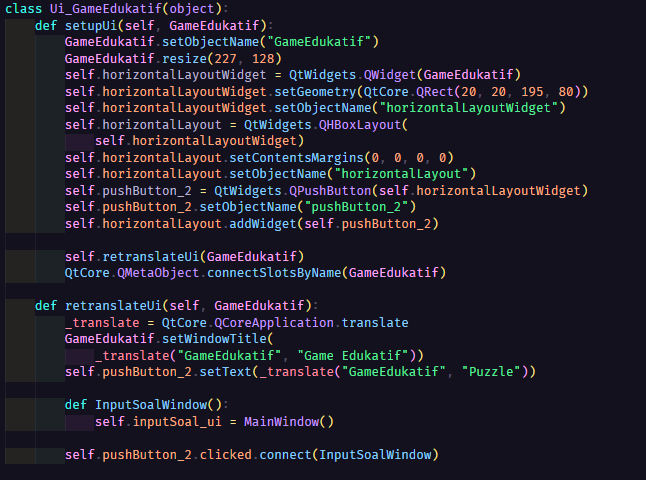 class Ui_GameEdukatif(object):
    def setupUi(self, GameEdukatif):
        GameEdukatif.setObjectName("GameEdukatif")
        GameEdukatif.resize(227, 128)
        self.horizontalLayoutWidget = QtWidgets.QWidget(GameEdukatif)
        self.horizontalLayoutWidget.setGeometry(QtCore.QRect(20, 20, 195, 80))
        self.horizontalLayoutWidget.setObjectName("horizontalLayoutWidget")
        self.horizontalLayout = QtWidgets.QHBoxLayout(
            self.horizontalLayoutWidget)
        self.horizontalLayout.setContentsMargins(0, 0, 0, 0)
        self.horizontalLayout.setObjectName("horizontalLayout")
        self.pushButton_2 = QtWidgets.QPushButton(self.horizontalLayoutWidget)
        self.pushButton_2.setObjectName("pushButton_2")
        self.horizontalLayout.addWidget(self.pushButton_2)

        self.retranslateUi(GameEdukatif)
        QtCore.QMetaObject.connectSlotsByName(GameEdukatif)

    def retranslateUi(self, GameEdukatif):
        _translate = QtCore.QCoreApplication.translate
        GameEdukatif.setWindowTitle(
            _translate("GameEdukatif", "Game Edukatif"))
        self.pushButton_2.setText(_translate("GameEdukatif", "Puzzle"))

        def InputSoalWindow():
            self.inputSoal_ui = MainWindow()

        self.pushButton_2.clicked.connect(InputSoalWindow)